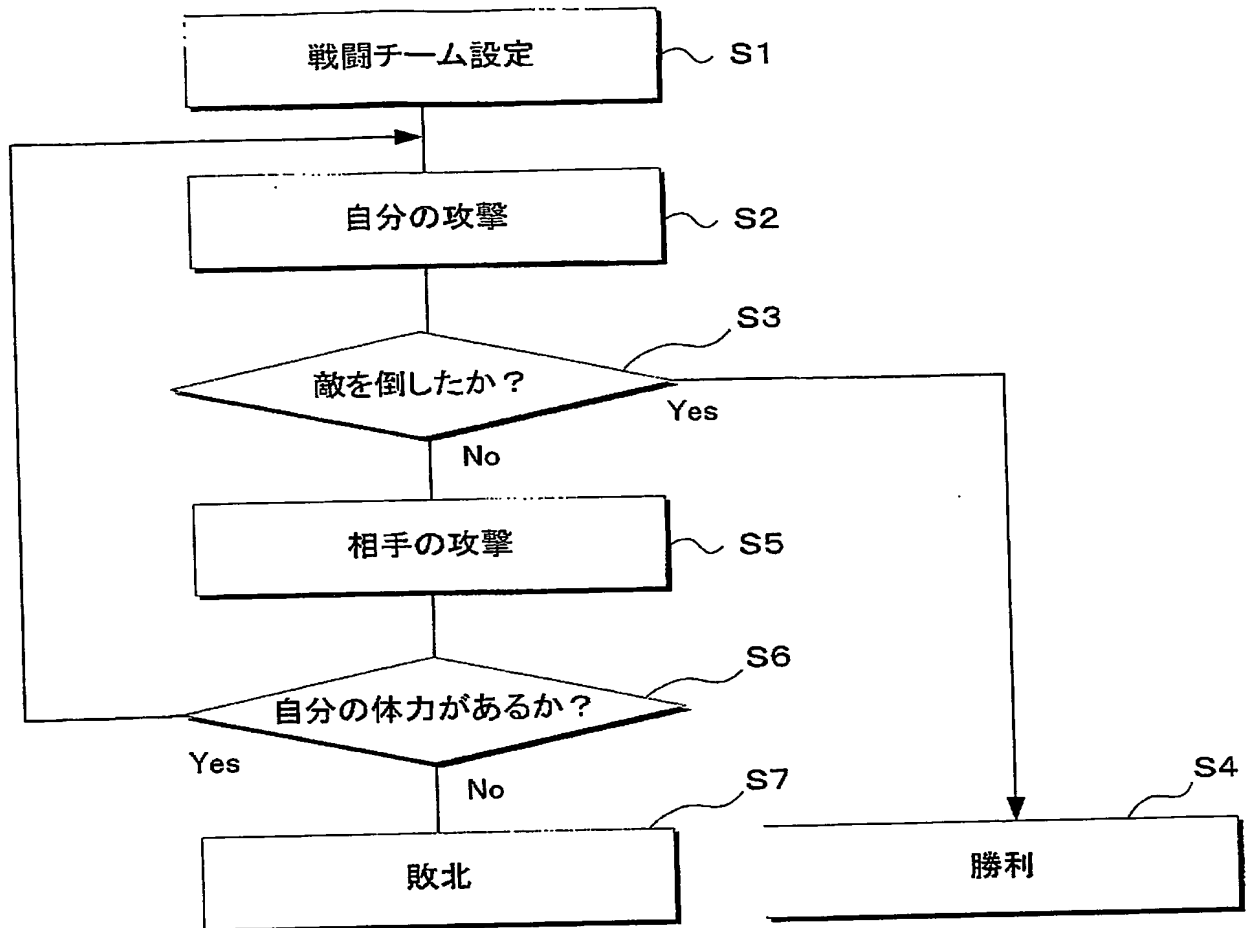 戦闘チーム設定
S1
自分の攻撃
S2
S3
敵を倒したか？
Yes
No
相手の攻撃
S5
S6
自分の体力があるか？
Yes
No
S7
S4
敗北
勝利